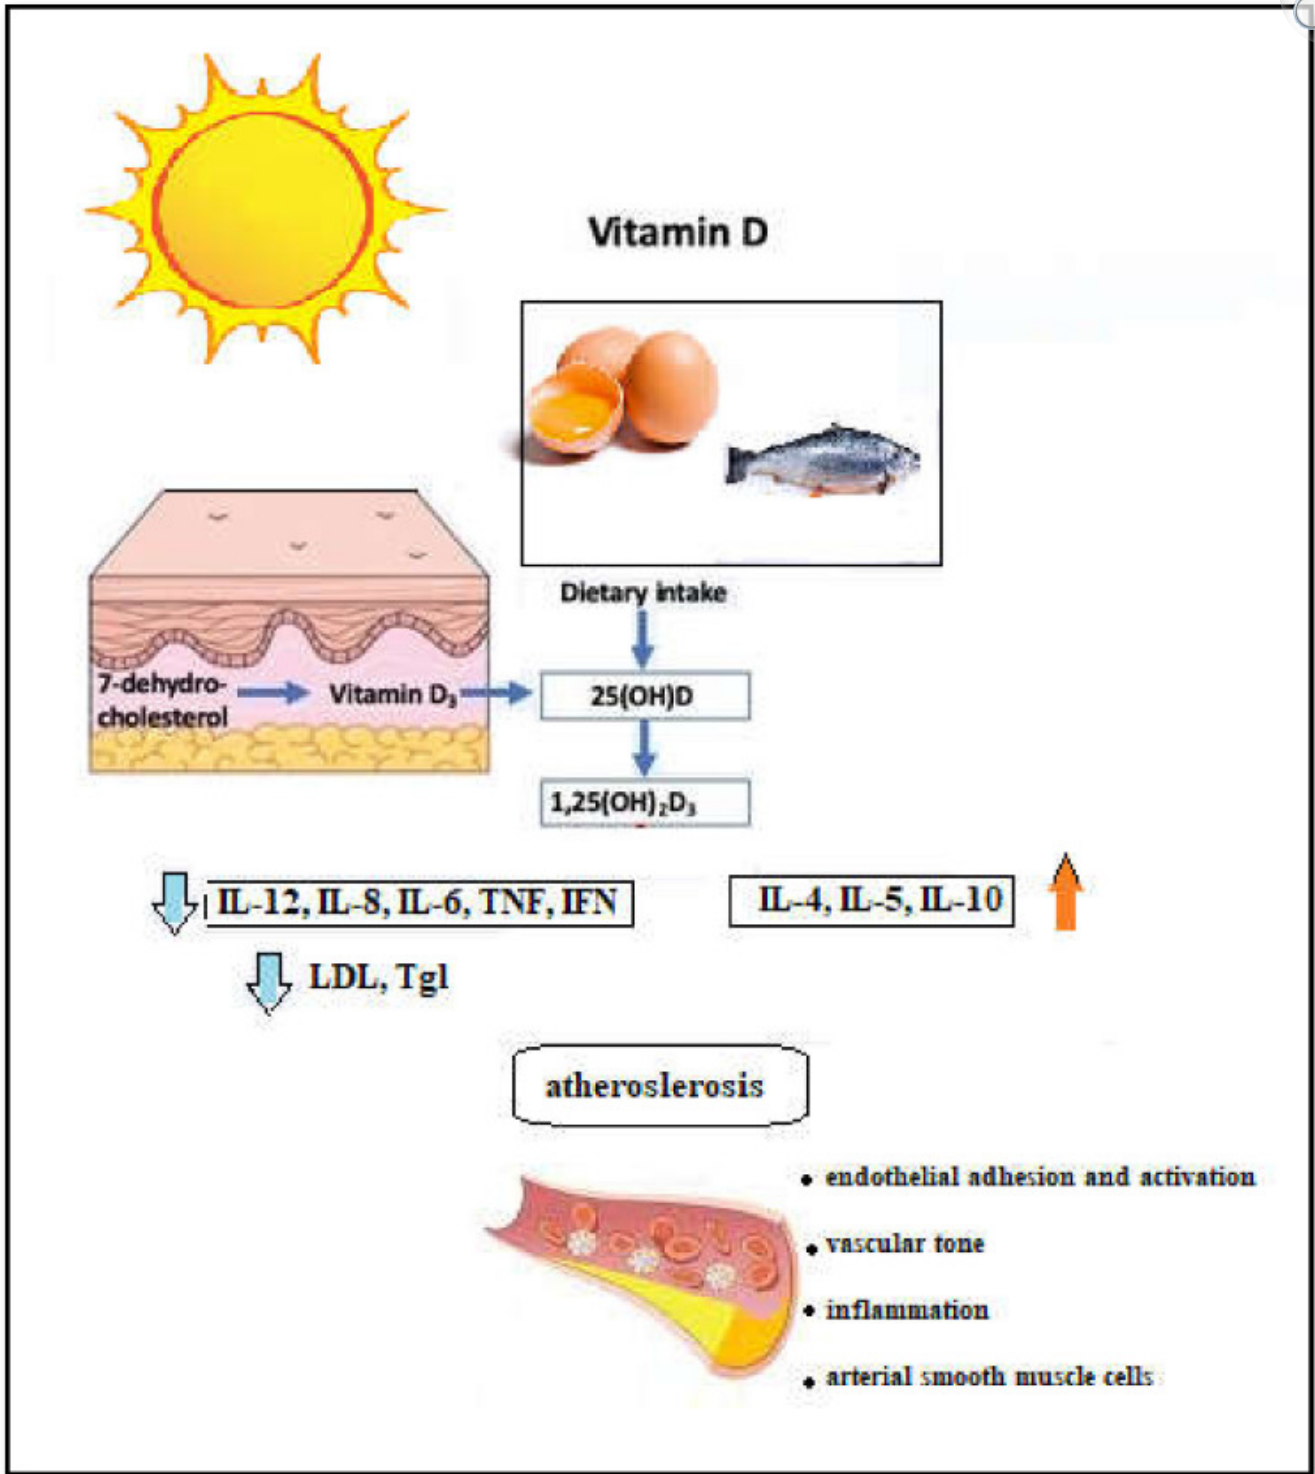 Vitamin D
Dietary intake
7-dehydro-
cholesterol
Vitamin D₃
25(OH)D
1,25(OH)₂D₃
IL-12, IL-8, IL-6, TNF, IFN
IL-4, IL-5, IL-10
LDL, Tgl
atheroslerosis
• endothelial adhesion and activation
• vascular tone
• inflammation
• arterial smooth muscle cells